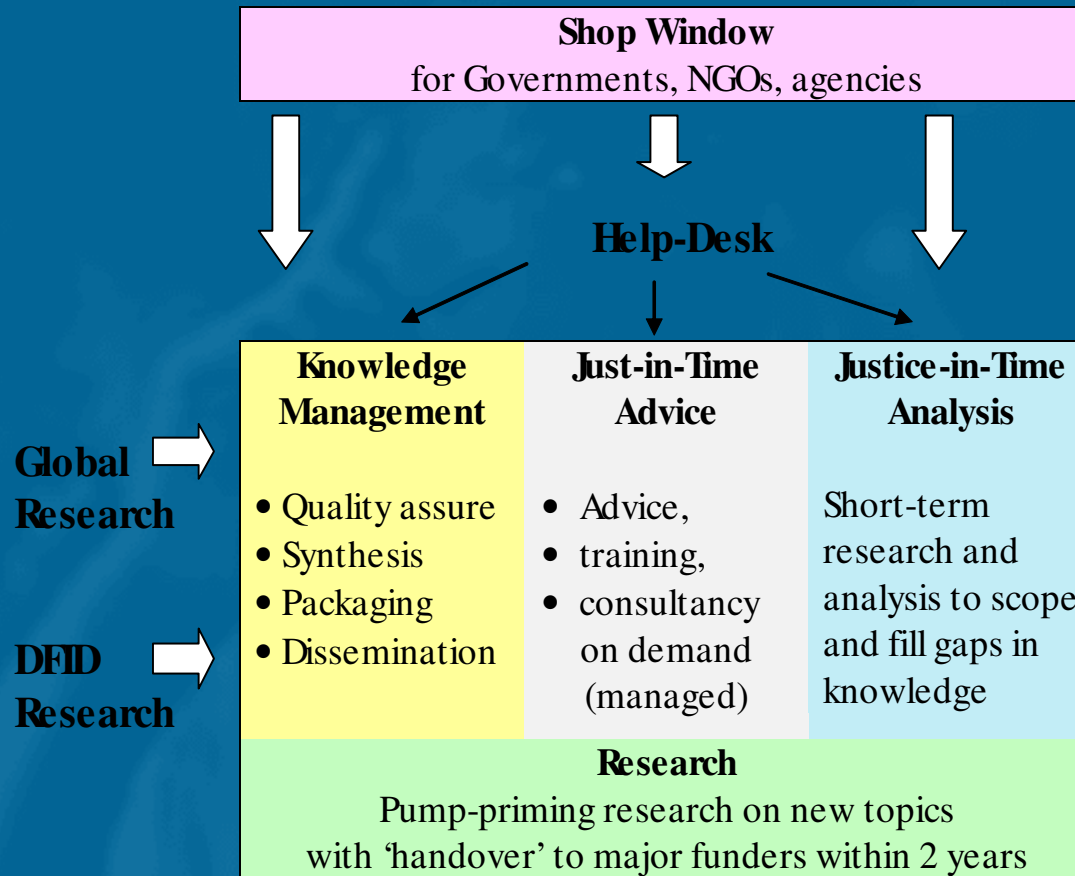 Shop Window
for Governments, NGOs, agencies
Help-Desk
Global
Research
DFID
Research
Knowledge
Management
• Quality assure
• Synthesis
• Packaging
• Dissemination
Just-in-Time
Advice
• Advice,
• training,
• consultancy
on demand
(managed)
Justice-in-Time
Analysis
Short-term
research and
analysis to scope
and fill gaps in
knowledge
Research
Pump-priming research on new topics
with ‘handover’ to major funders within 2 years